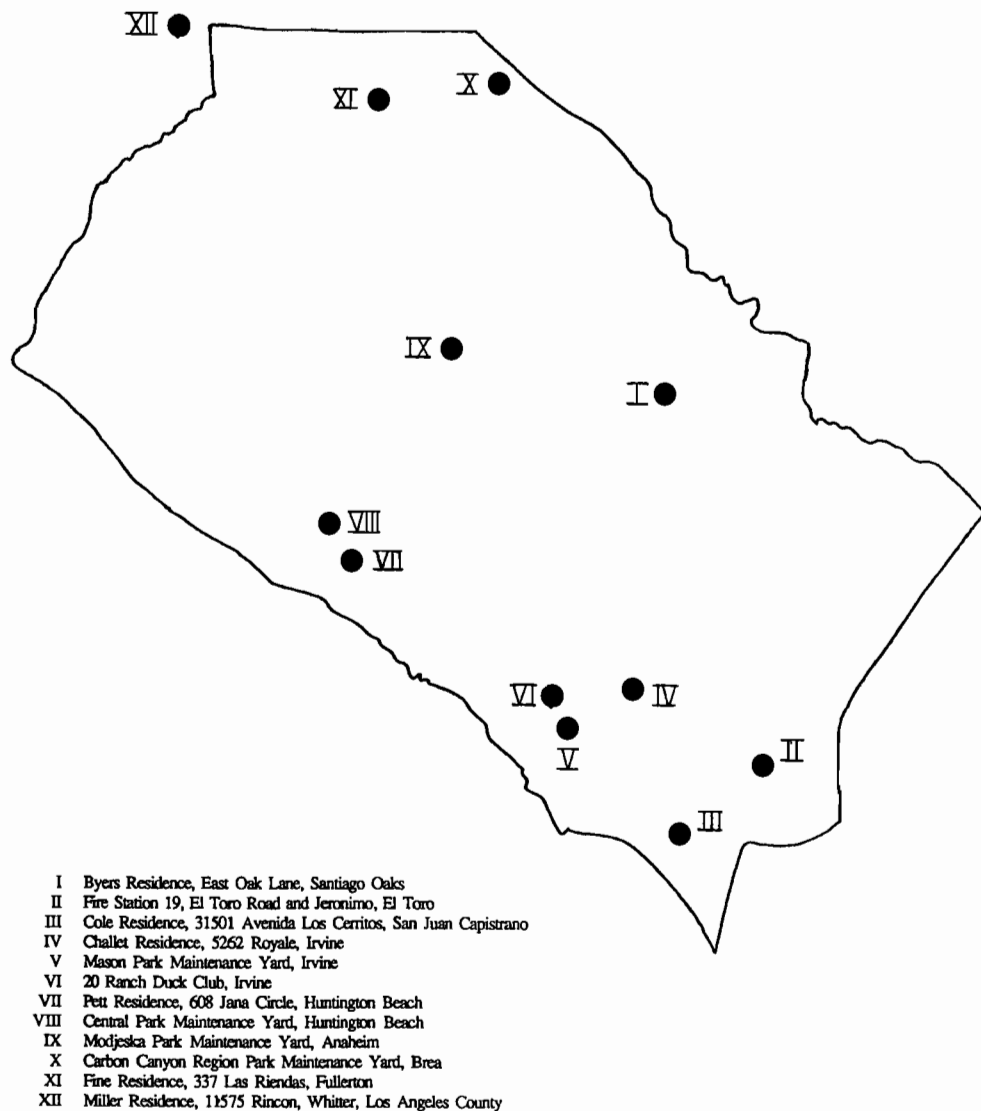 XII
X
XI
IX
I
VIII
VII
VI
IV
V
II
III
I Byers Residence, East Oak Lane, Santiago Oaks
II Fire Station 19, El Toro Road and Jeronimo, El Toro
III Cole Residence, 31501 Avenida Los Cerritos, San Juan Capistrano
IV Challet Residence, 5262 Royale, Irvine
V Mason Park Maintenance Yard, Irvine
VI 20 Ranch Duck Club, Irvine
VII Pett Residence, 608 Jana Circle, Huntington Beach
VIII Central Park Maintenance Yard, Huntington Beach
IX Modjeska Park Maintenance Yard, Anaheim
X Carbon Canyon Region Park Maintenance Yard, Brea
XI Fine Residence, 337 Las Riendas, Fullerton
XII Miller Residence, 11575 Rincon, Whitter, Los Angeles County